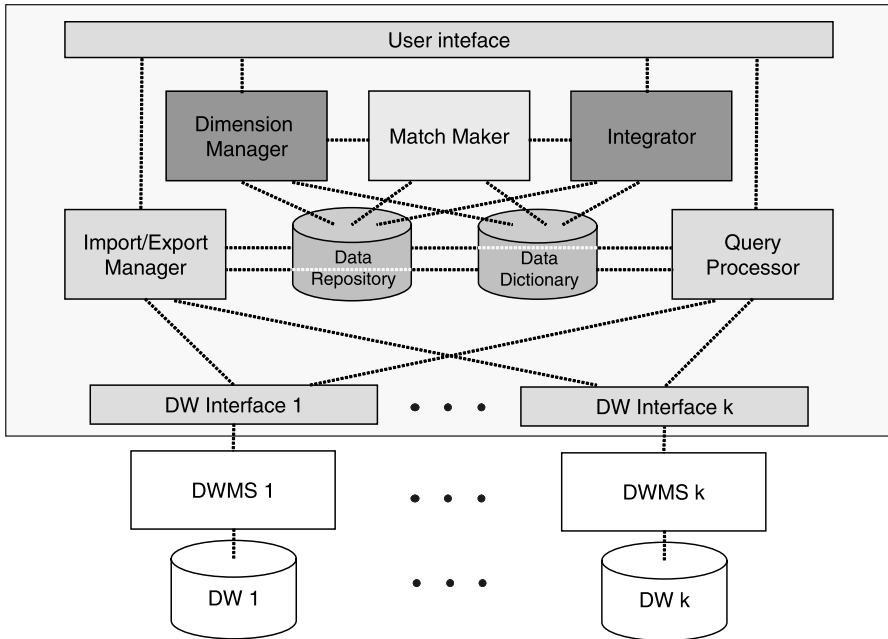 User inteface
Dimension
Manager
Match Maker
Integrator
Import/Export
Manager
Data
Repository
Data
Dictionary
Query
Processor
DW Interface 1
DW Interface k
DWMS 1
DWMS k
DW 1
DW k